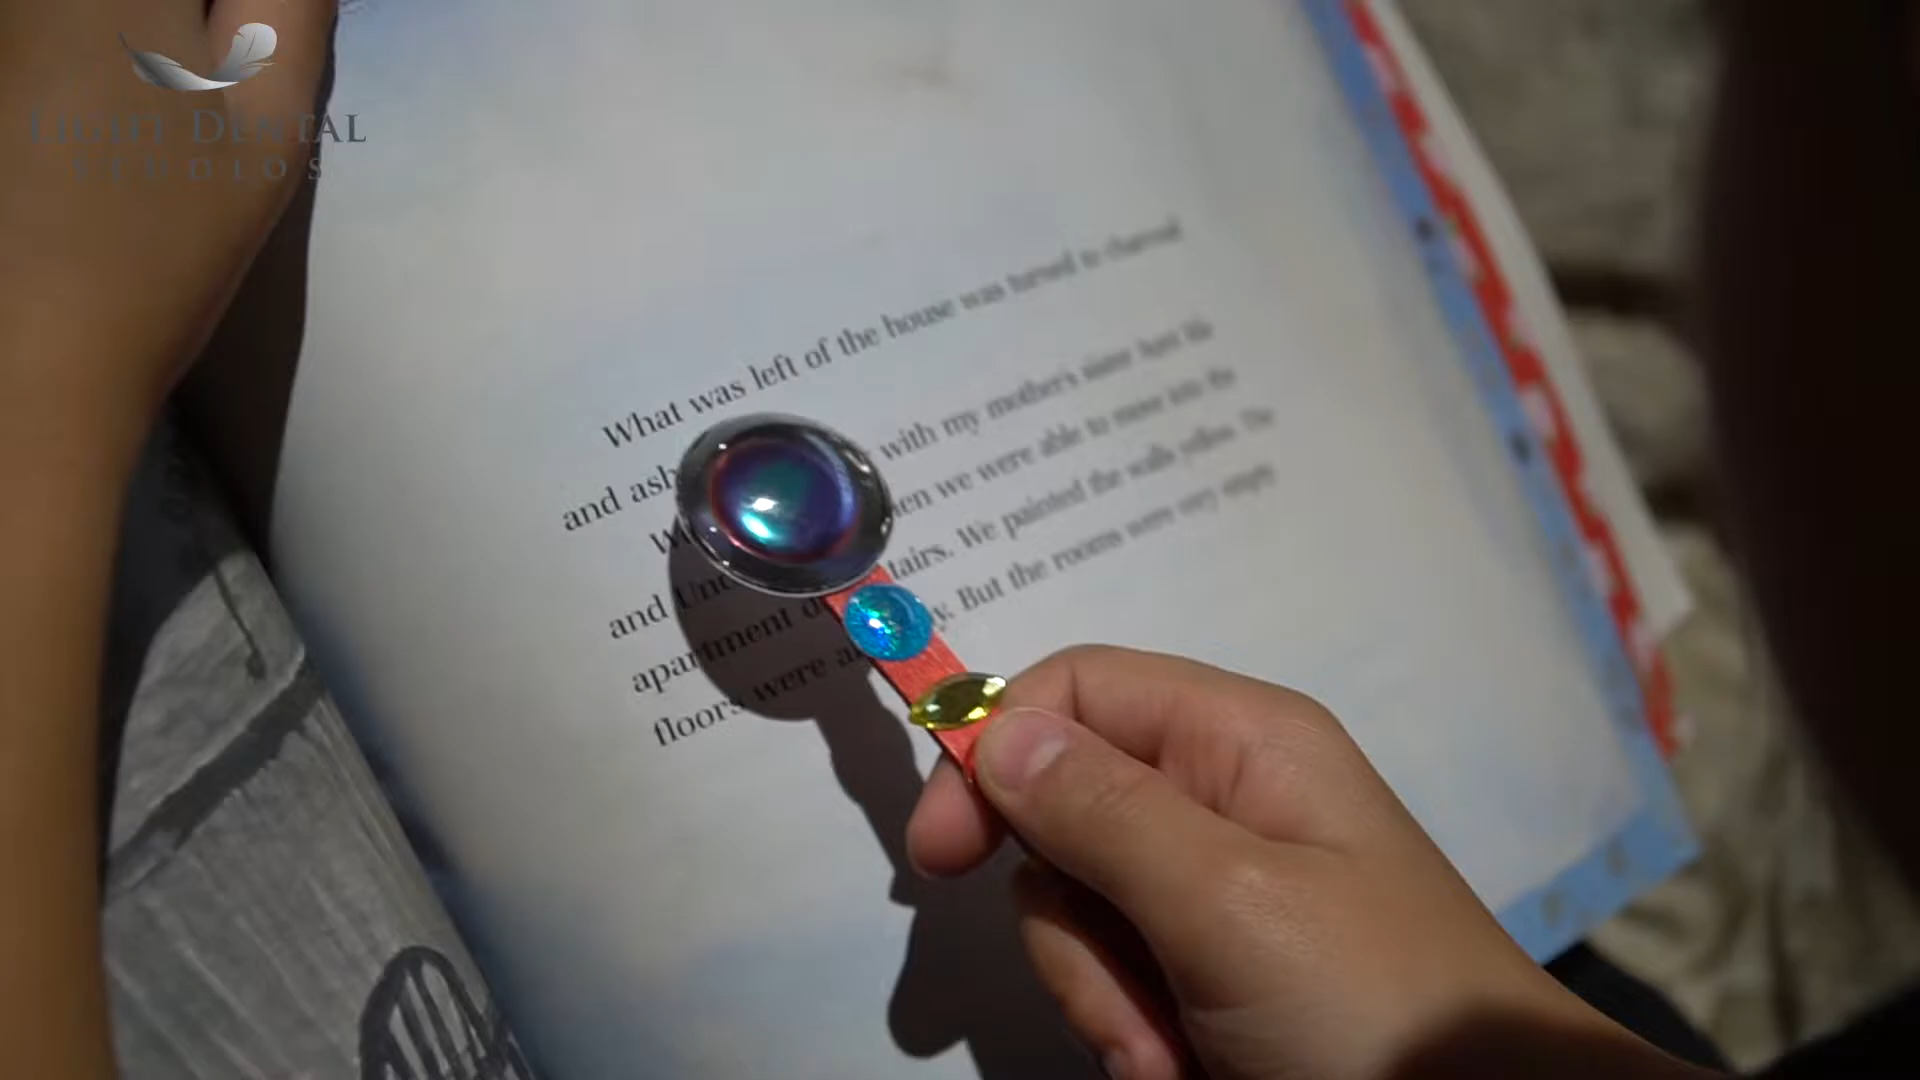 LIGHT DENTAL
STUDIOS
What was left of the house was turned to charcoal
and ash
with my mother's sister Aunt Ida
and Unc hen we were able to move into the
apartment do tairs. We painted the walls yellow. The
floors were a y. But the rooms were very empty